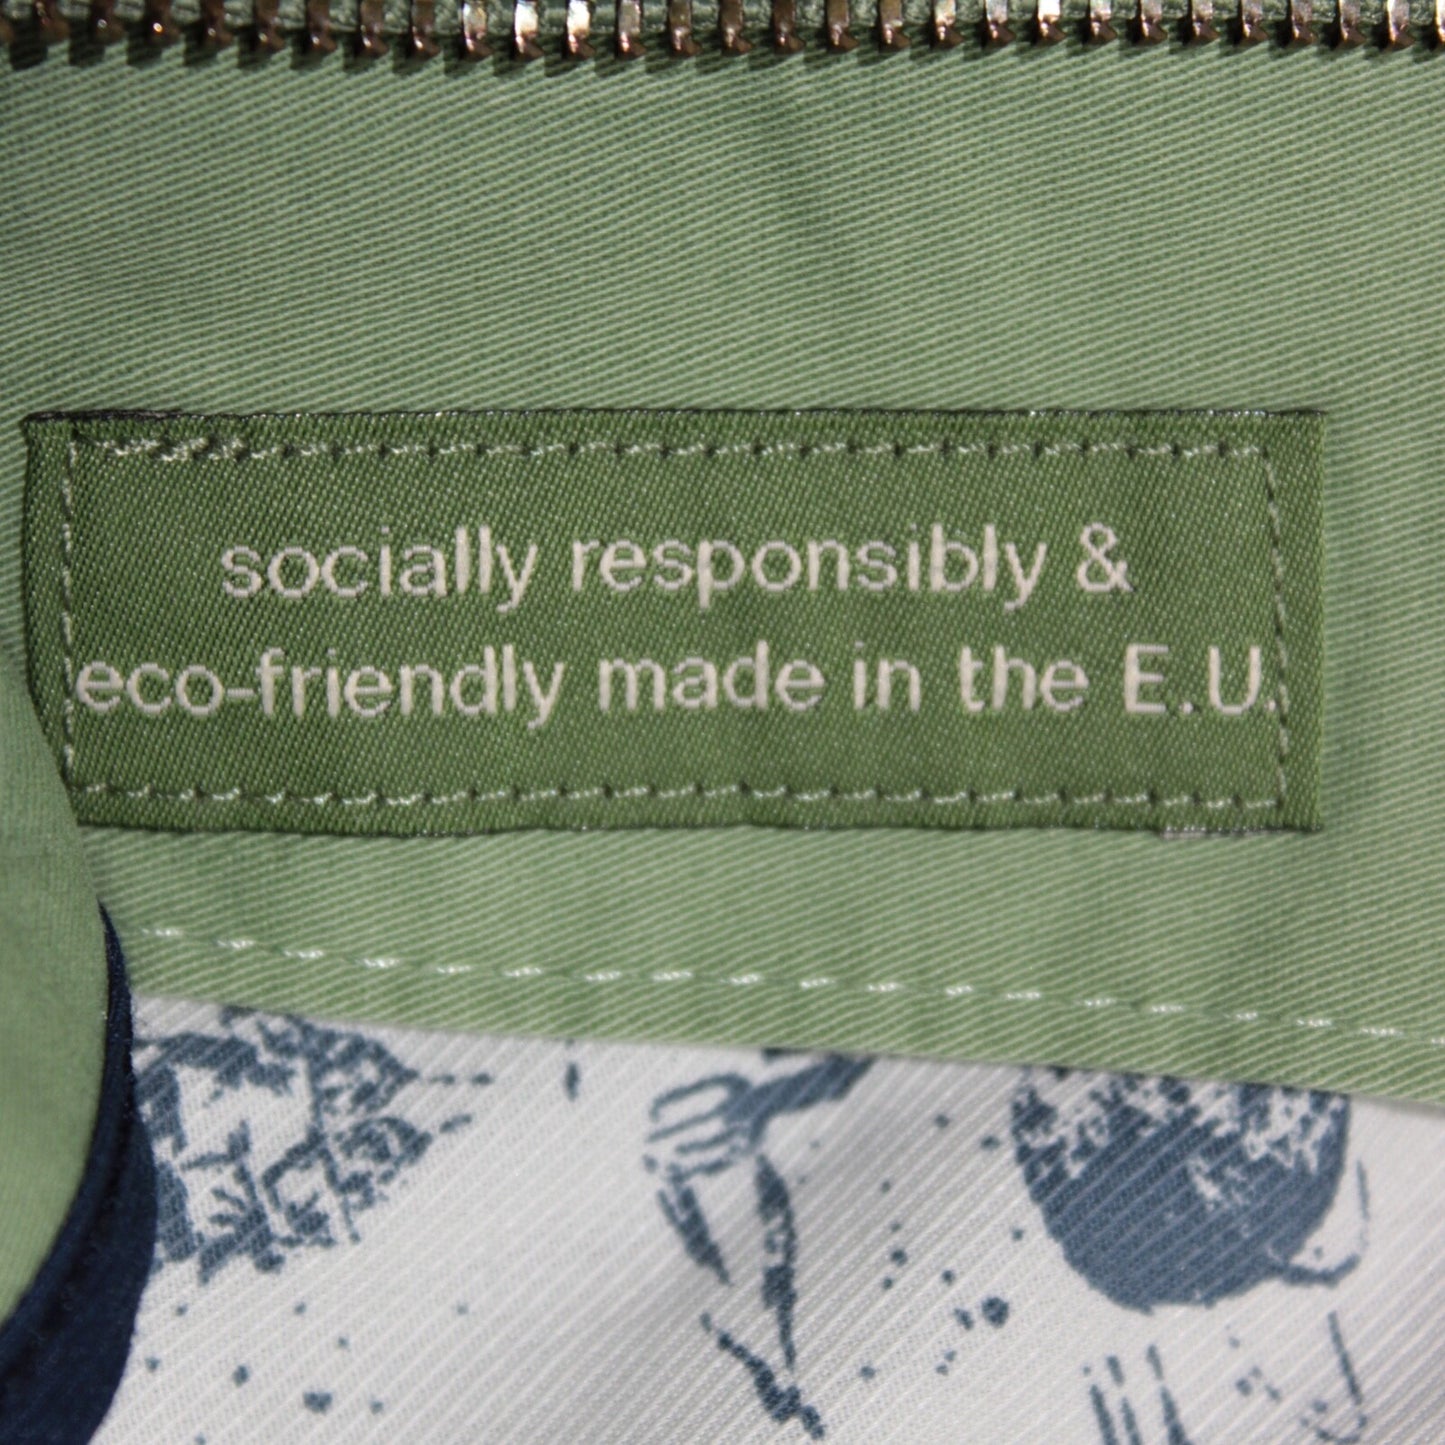 socially responsibly &
eco-friendly made in the E.U.